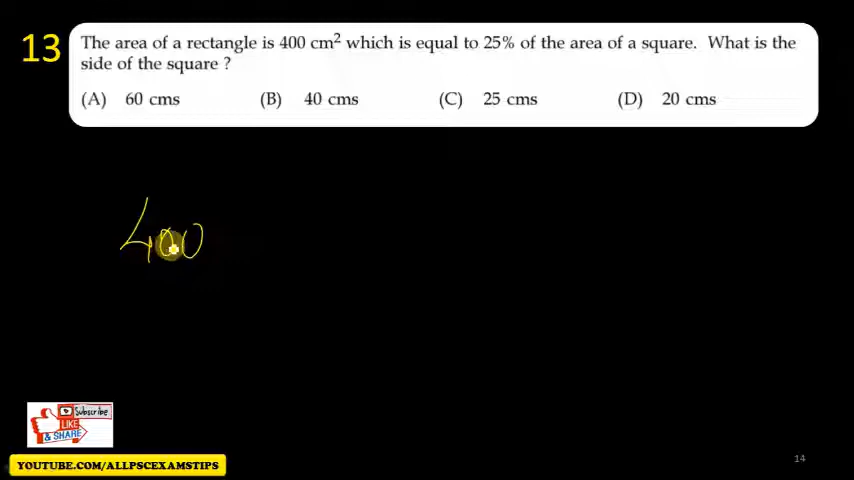 13
The area of a rectangle is 400 cm² which is equal to 25% of the area of a square. What is the
side of the square ?
(A) 60 cms (B) 40 cms (C) 25 cms (D) 20 cms
400
Subscribe
LIKE
& SHARE
YOUTUBE.COM/ALLPSCEXAMSTIPS
14